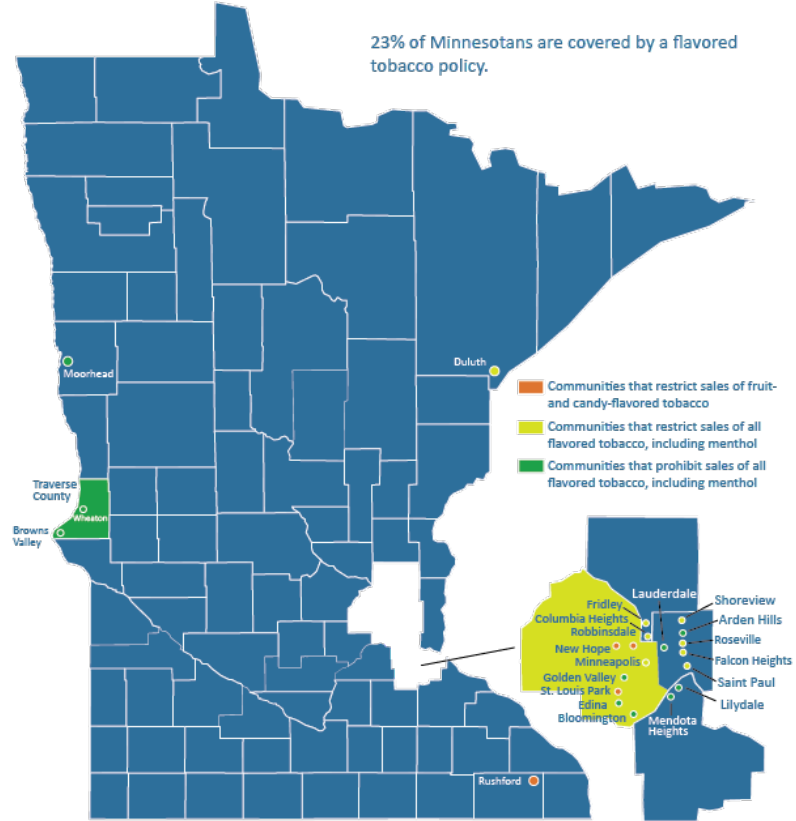 23% of Minnesotans are covered by a flavored
tobacco policy.
Duluth
Moorhead
Communities that restrict sales of fruit-
and candy-flavored tobacco
Communities that restrict sales of all
flavored tobacco, including menthol
Communities that prohibit sales of all
flavored tobacco, including menthol
Traverse
County
Wheaton
Browns
Valley
Lauderdale
Fridley
Columbia Heights
Robbinsdale
New Hope
Minneapolis
Golden Valley
St. Louis Park
Edina
Bloomington
Shoreview
Arden Hills
Roseville
Falcon Heights
Saint Paul
Lilydale
Mendota
Heights
Rushford